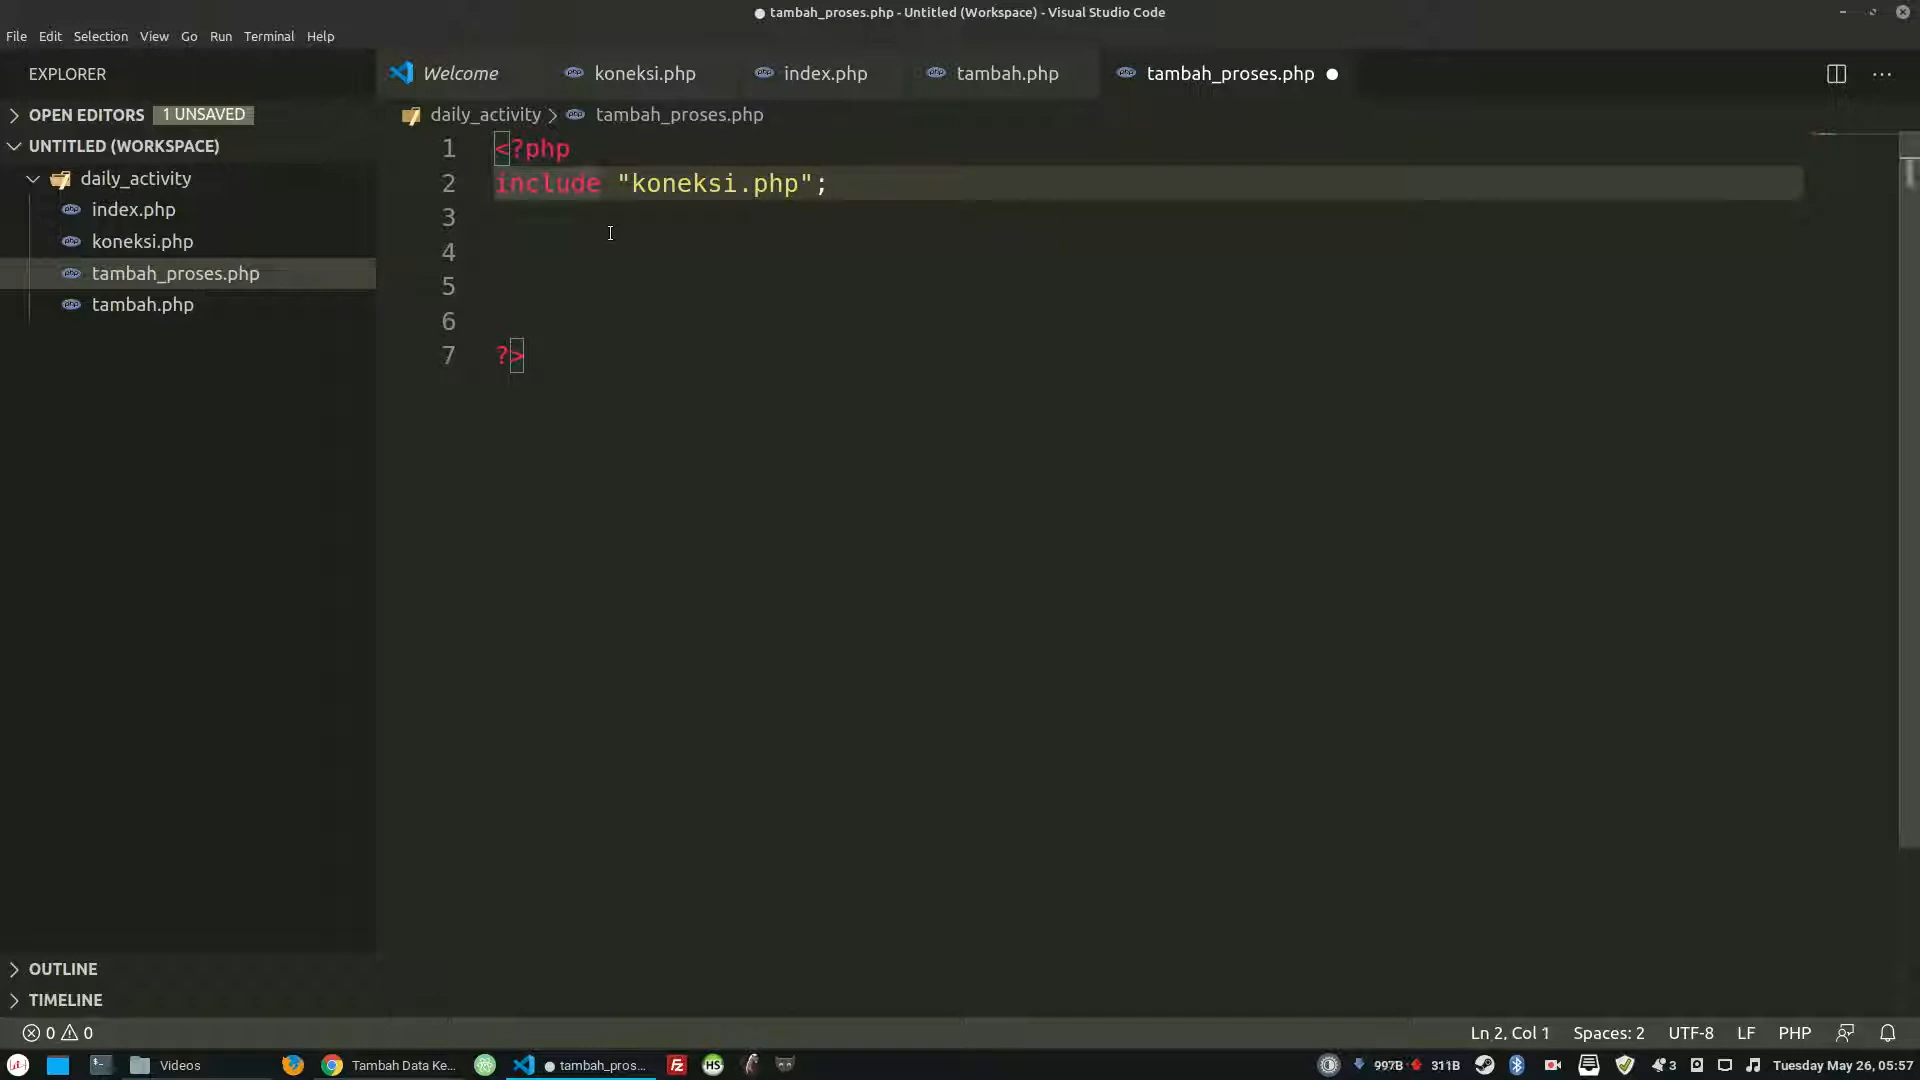 tambah_proses.php - Untitled (Workspace) - Visual Studio Code
File Edit Selection View Go Run Terminal Help
EXPLORER
Welcome koneksi.php index.php tambah.php tambah_proses.php
OPEN EDITORS 1 UNSAVED
daily_activity > tambah_proses.php
UNTITLED (WORKSPACE)
daily_activity
index.php
koneksi.php
tambah_proses.php
tambah.php
1 <?php
2 include "koneksi.php";
3
4
5
6
7 ?>
OUTLINE
TIMELINE
0 0 Ln 2, Col 1 Spaces: 2 UTF-8 LF PHP
Videos Tambah Data Ke... tambah_pros... FZ HS 997B 311B 3 Tuesday May 26, 05:57